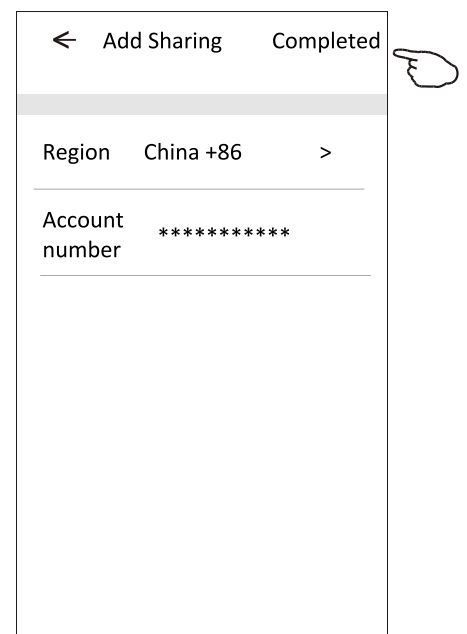 ← Add Sharing Completed
Region China +86 >
Account
number ***********